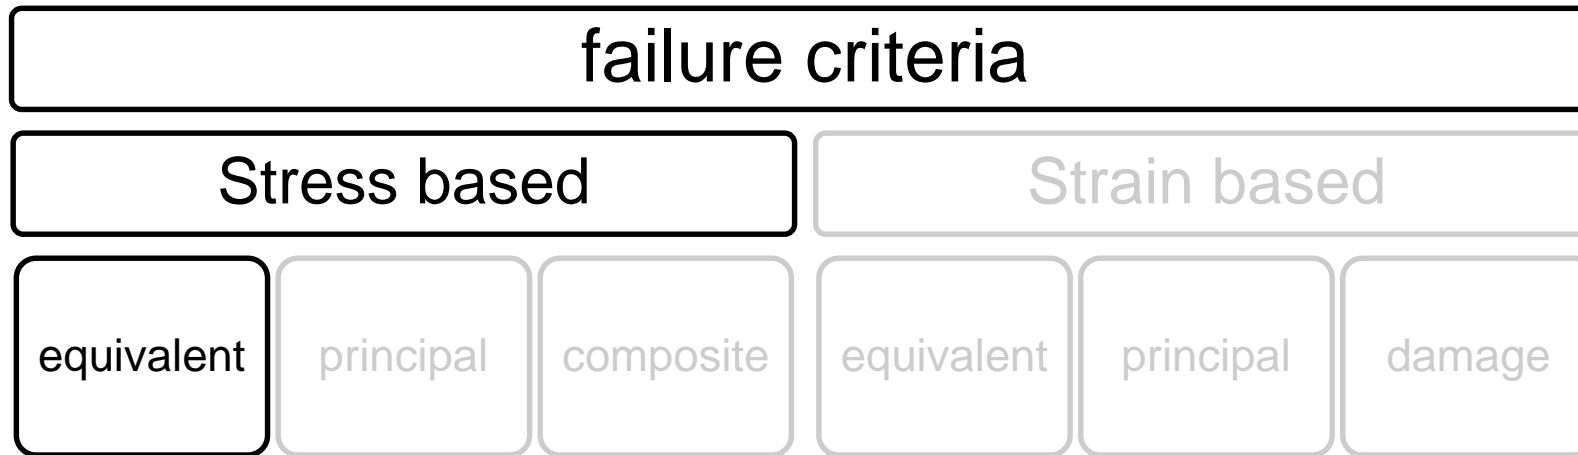 failure criteria
Stress based Strain based
equivalent principal composite equivalent principal damage